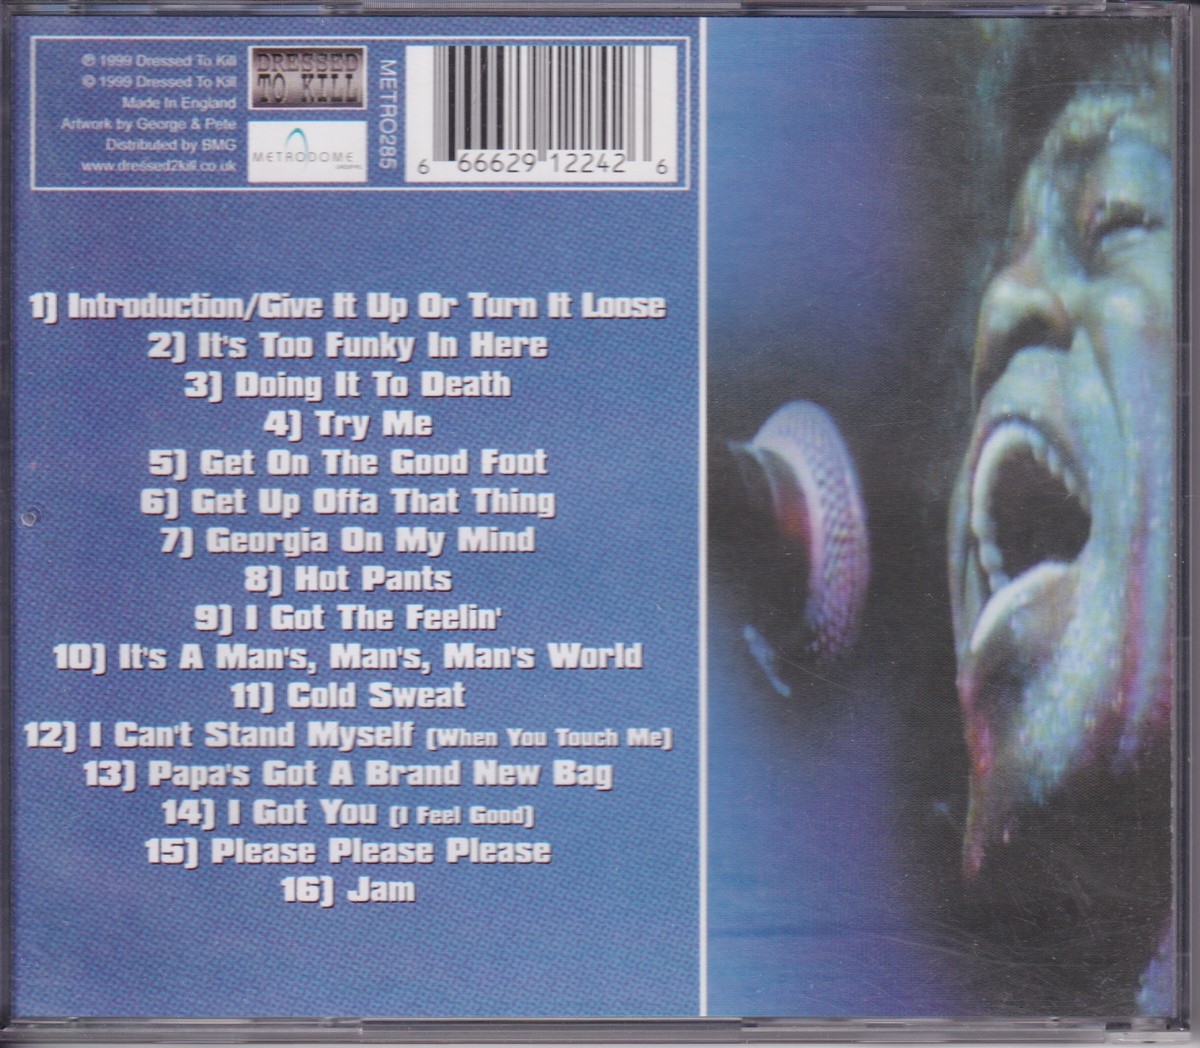 ℗ 1999 Dressed To Kill
© 1999 Dressed To Kill
Made In England
Artwork by George & Pete
Distributed by BMG
www.dressed2kill.co.uk
DRESSED
TO KILL
METRODOME
METRO285
6 66629 12242 6
1) Introduction/Give It Up Or Turn It Loose
2) It's Too Funky In Here
3) Doing It To Death
4) Try Me
5) Get On The Good Foot
6) Get Up Offa That Thing
7) Georgia On My Mind
8) Hot Pants
9) I Got The Feelin'
10) It's A Man's, Man's, Man's World
11) Cold Sweat
12) I Can't Stand Myself (When You Touch Me)
13) Papa's Got A Brand New Bag
14) I Got You (I Feel Good)
15) Please Please Please
16) Jam